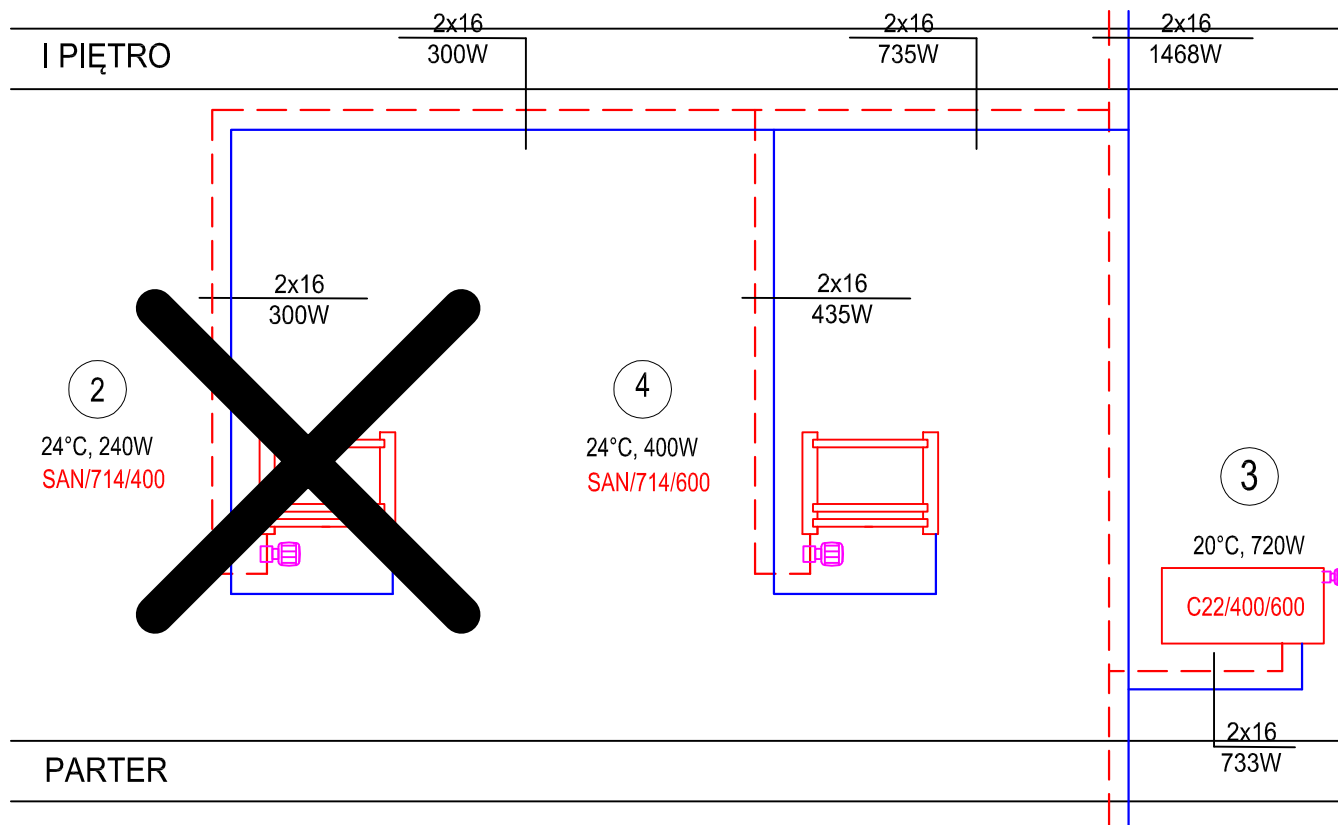 2x16
300W
2x16
735W
2x16
1468W
I PIĘTRO
2x16
300W
2x16
435W
2
24°C, 240W
SAN/714/400
4
24°C, 400W
SAN/714/600
3
20°C, 720W
C22/400/600
2x16
733W
PARTER